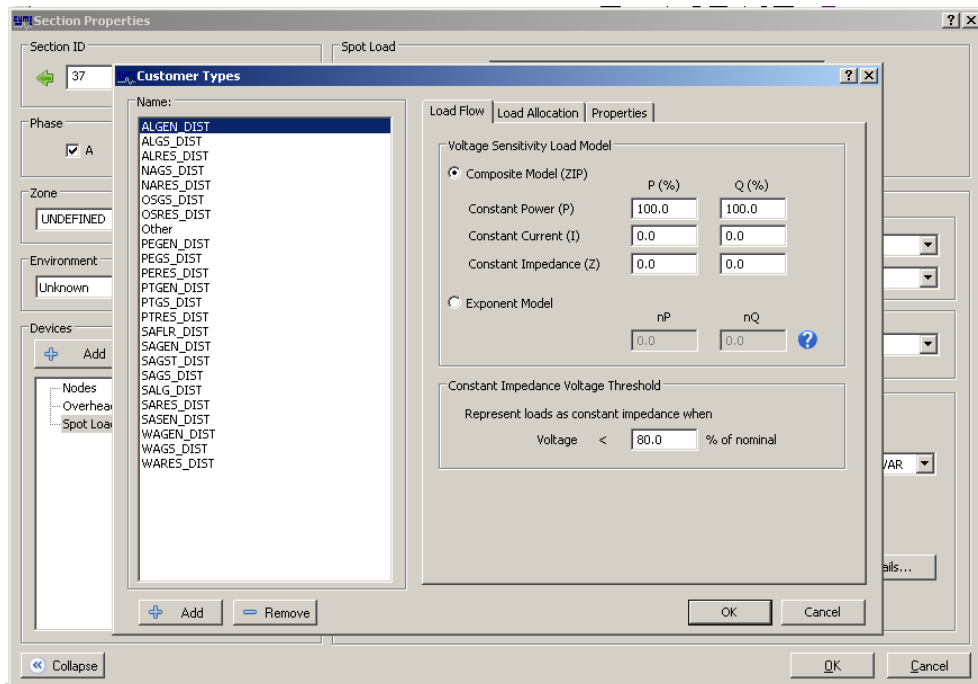 Section Properties
Section ID
37
Spot Load
Customer Types
Name:
ALGEN_DIST
ALGS_DIST
ALRES_DIST
NAGS_DIST
NARES_DIST
OSGS_DIST
OSRES_DIST
Other
PEGEN_DIST
PEGS_DIST
PERES_DIST
PTGEN_DIST
PTGS_DIST
PTRES_DIST
SAFLR_DIST
SAGEN_DIST
SAGST_DIST
SAGS_DIST
SALG_DIST
SARES_DIST
SASEN_DIST
WAGEN_DIST
WAGS_DIST
WARES_DIST
Add
Remove
Load Flow
Load Allocation
Properties
Voltage Sensitivity Load Model
Composite Model (ZIP)
P (%) Q (%)
Constant Power (P) 100.0 100.0
Constant Current (I) 0.0 0.0
Constant Impedance (Z) 0.0 0.0
Exponent Model
nP nQ
0.0 0.0
Constant Impedance Voltage Threshold
Represent loads as constant impedance when
Voltage < 80.0 % of nominal
OK
Cancel
Phase
A
Zone
UNDEFINED
Environment
Unknown
Devices
Add
Nodes
Overhea
Spot Loa
VAR
ails...
Collapse
OK
Cancel